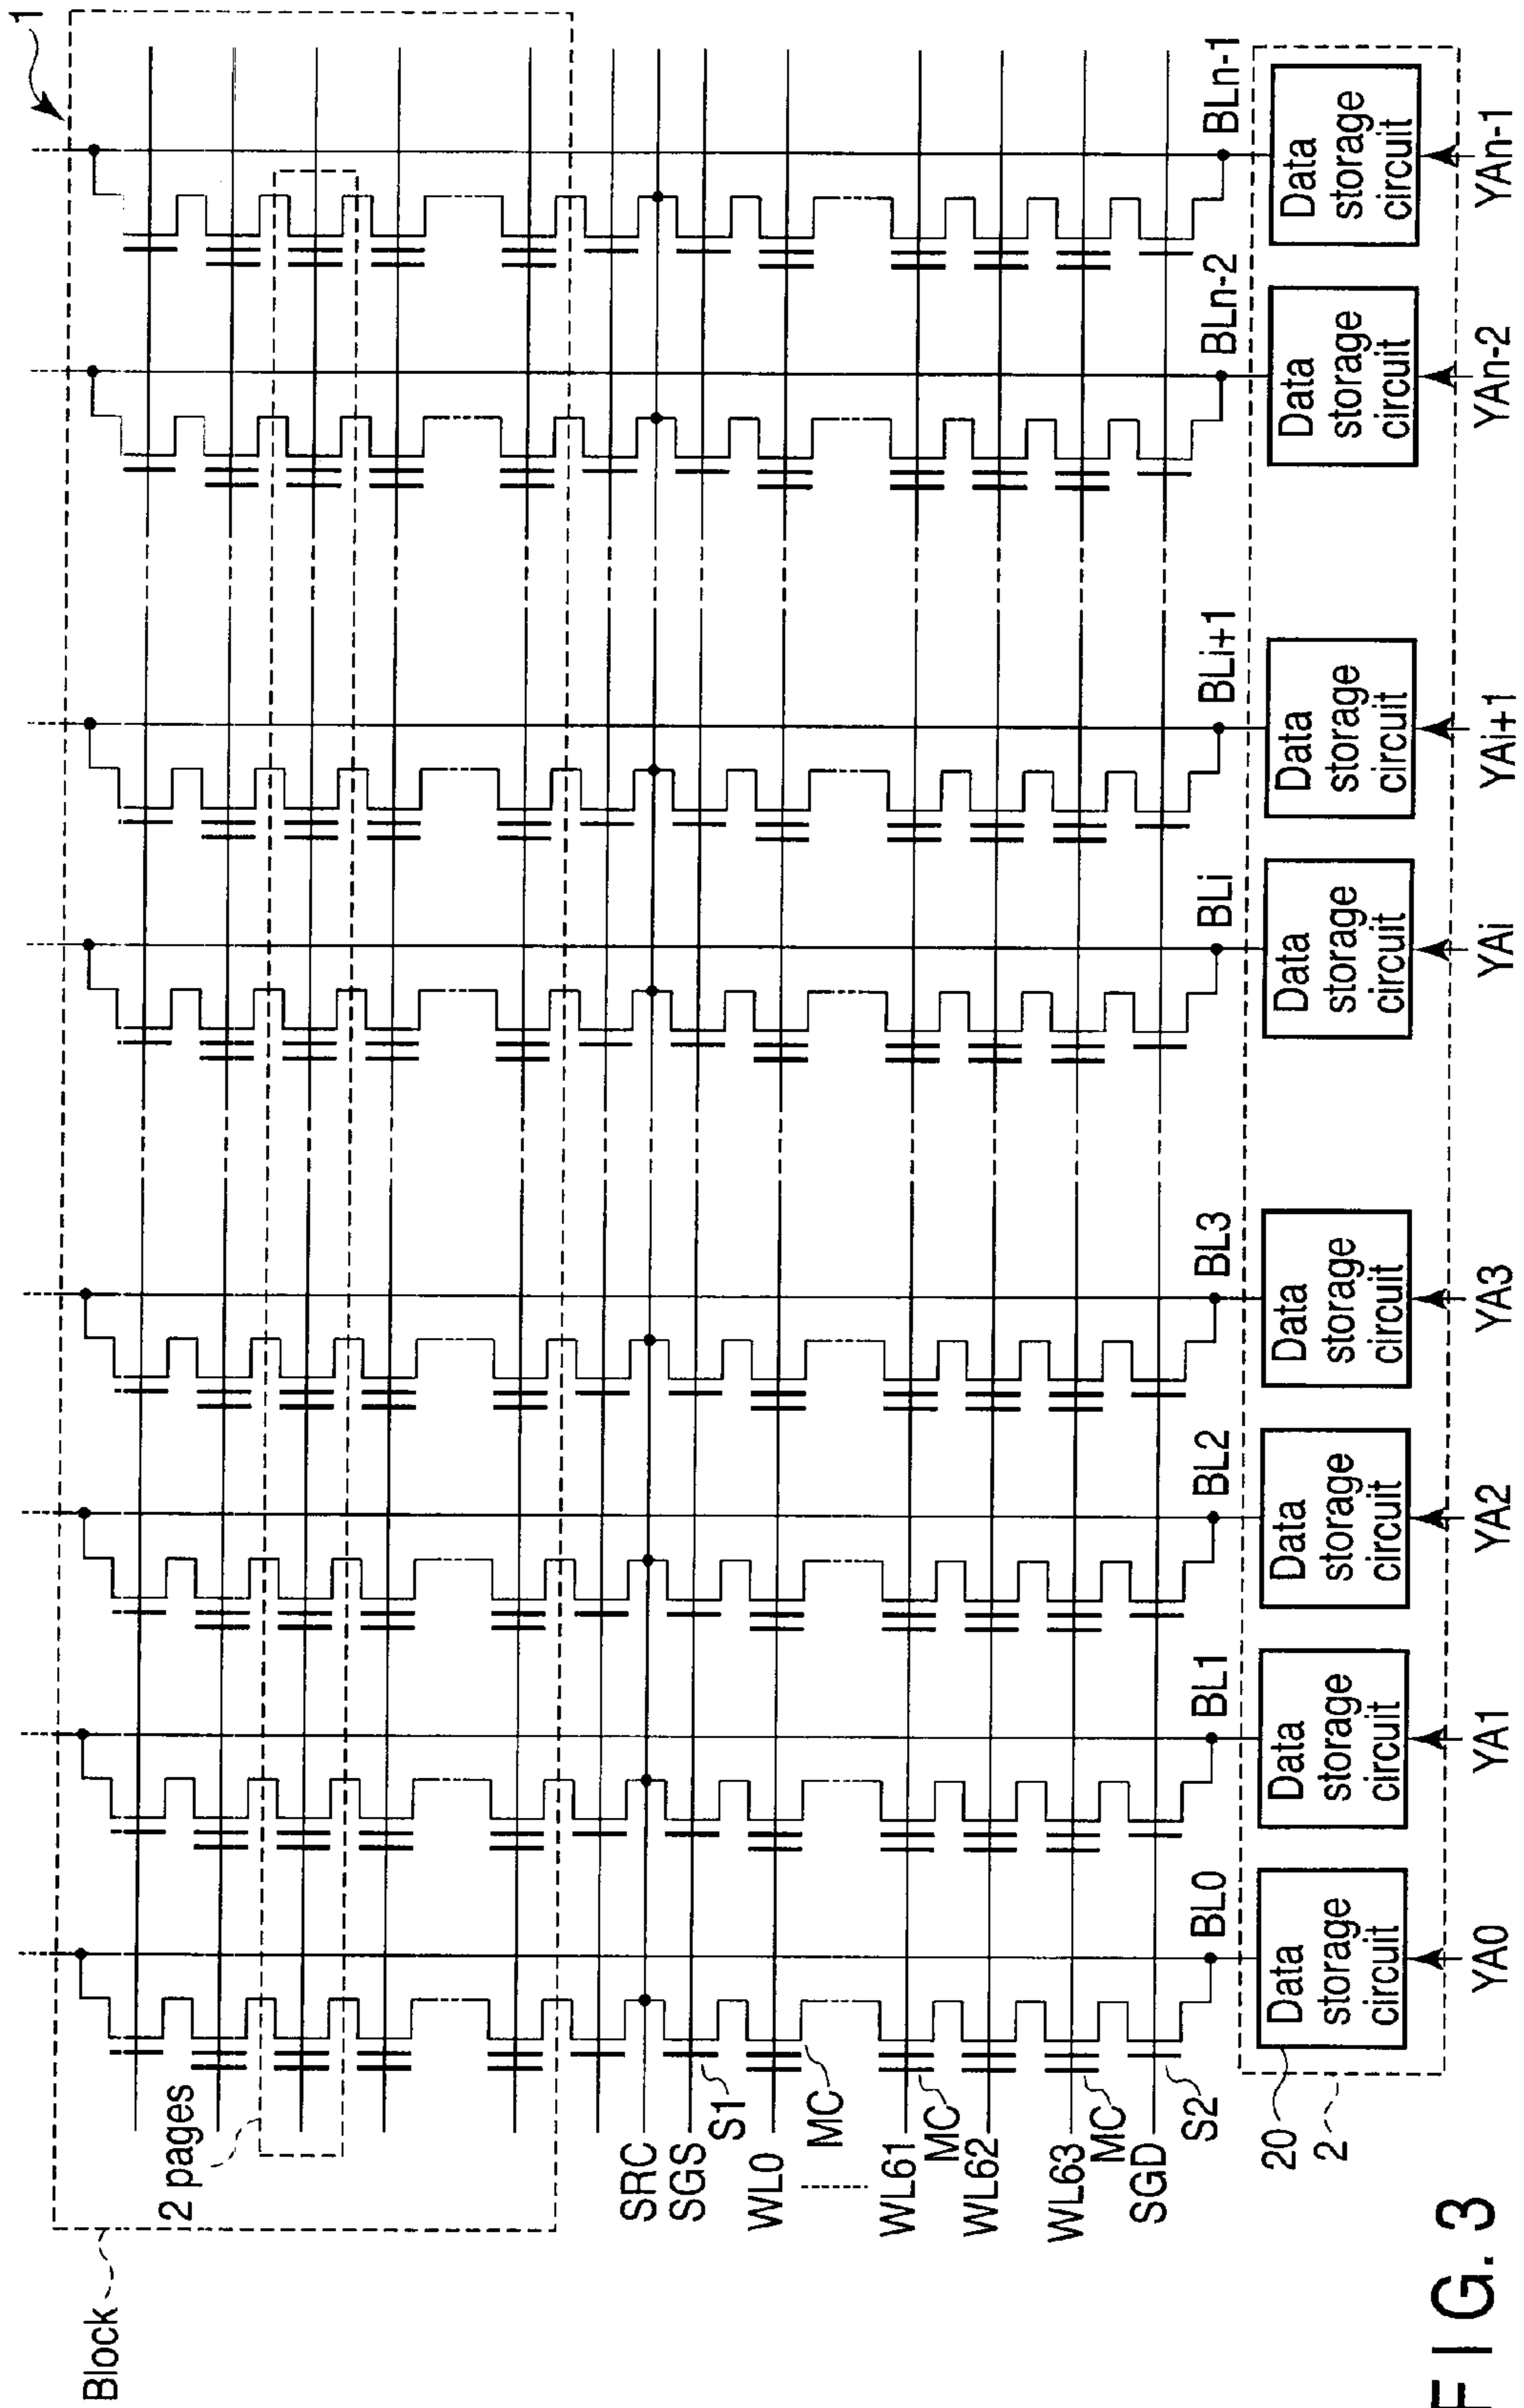 1
Block
2 pages
SRC
SGS
S1
WL0
MC
WL61
MC
WL62
WL63
MC
SGD
S2
BL0
BL1
BL2
BL3
BLi
BLi+1
BLn-2
BLn-1
20
2
Data
storage
circuit
Data
storage
circuit
Data
storage
circuit
Data
storage
circuit
Data
storage
circuit
Data
storage
circuit
Data
storage
circuit
Data
storage
circuit
YA0
YA1
YA2
YA3
YAi
YAi+1
YAn-2
YAn-1
FIG. 3